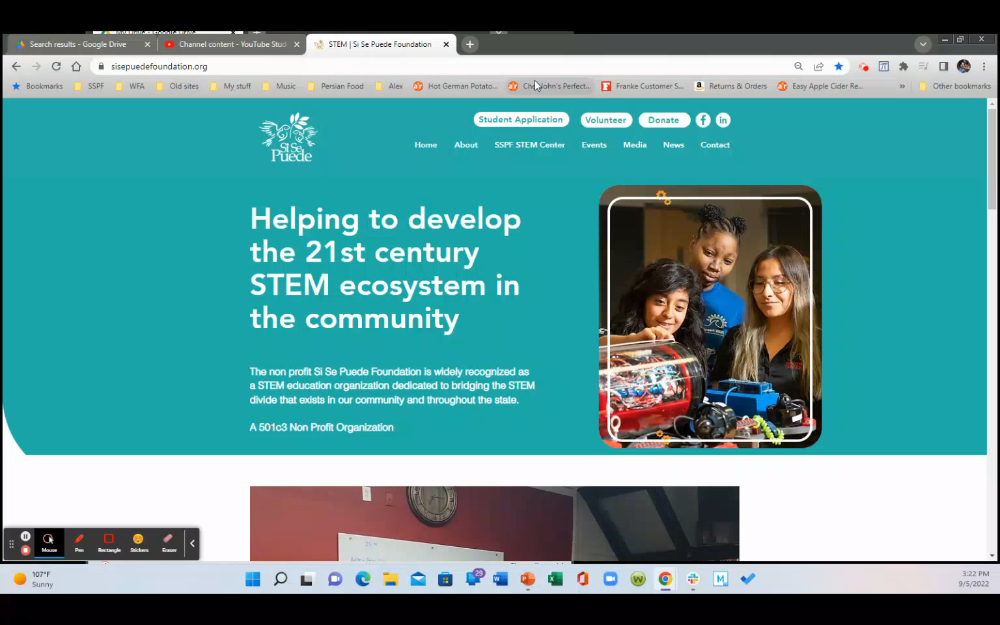 Search results - Google Drive
Channel content - YouTube Stud
STEM | Si Se Puede Foundation
sisepuedefoundation.org
Bookmarks SSPF WFA Old sites My stuff Music Persian Food Alex Hot German Potato... John's Perfect... Franke Customer S... Returns & Orders Easy Apple Cider Re... » Other bookmarks
Si Se
Puede
Student Application Volunteer Donate f in
Home About SSPF STEM Center Events Media News Contact
Helping to develop
the 21st century
STEM ecosystem in
the community
The non profit Si Se Puede Foundation is widely recognized as
a STEM education organization dedicated to bridging the STEM
divide that exists in our community and throughout the state.
A 501c3 Non Profit Organization
Mouse Pen Rectangle Stickers Eraser
107°F
Sunny
29
3:22 PM
9/5/2022